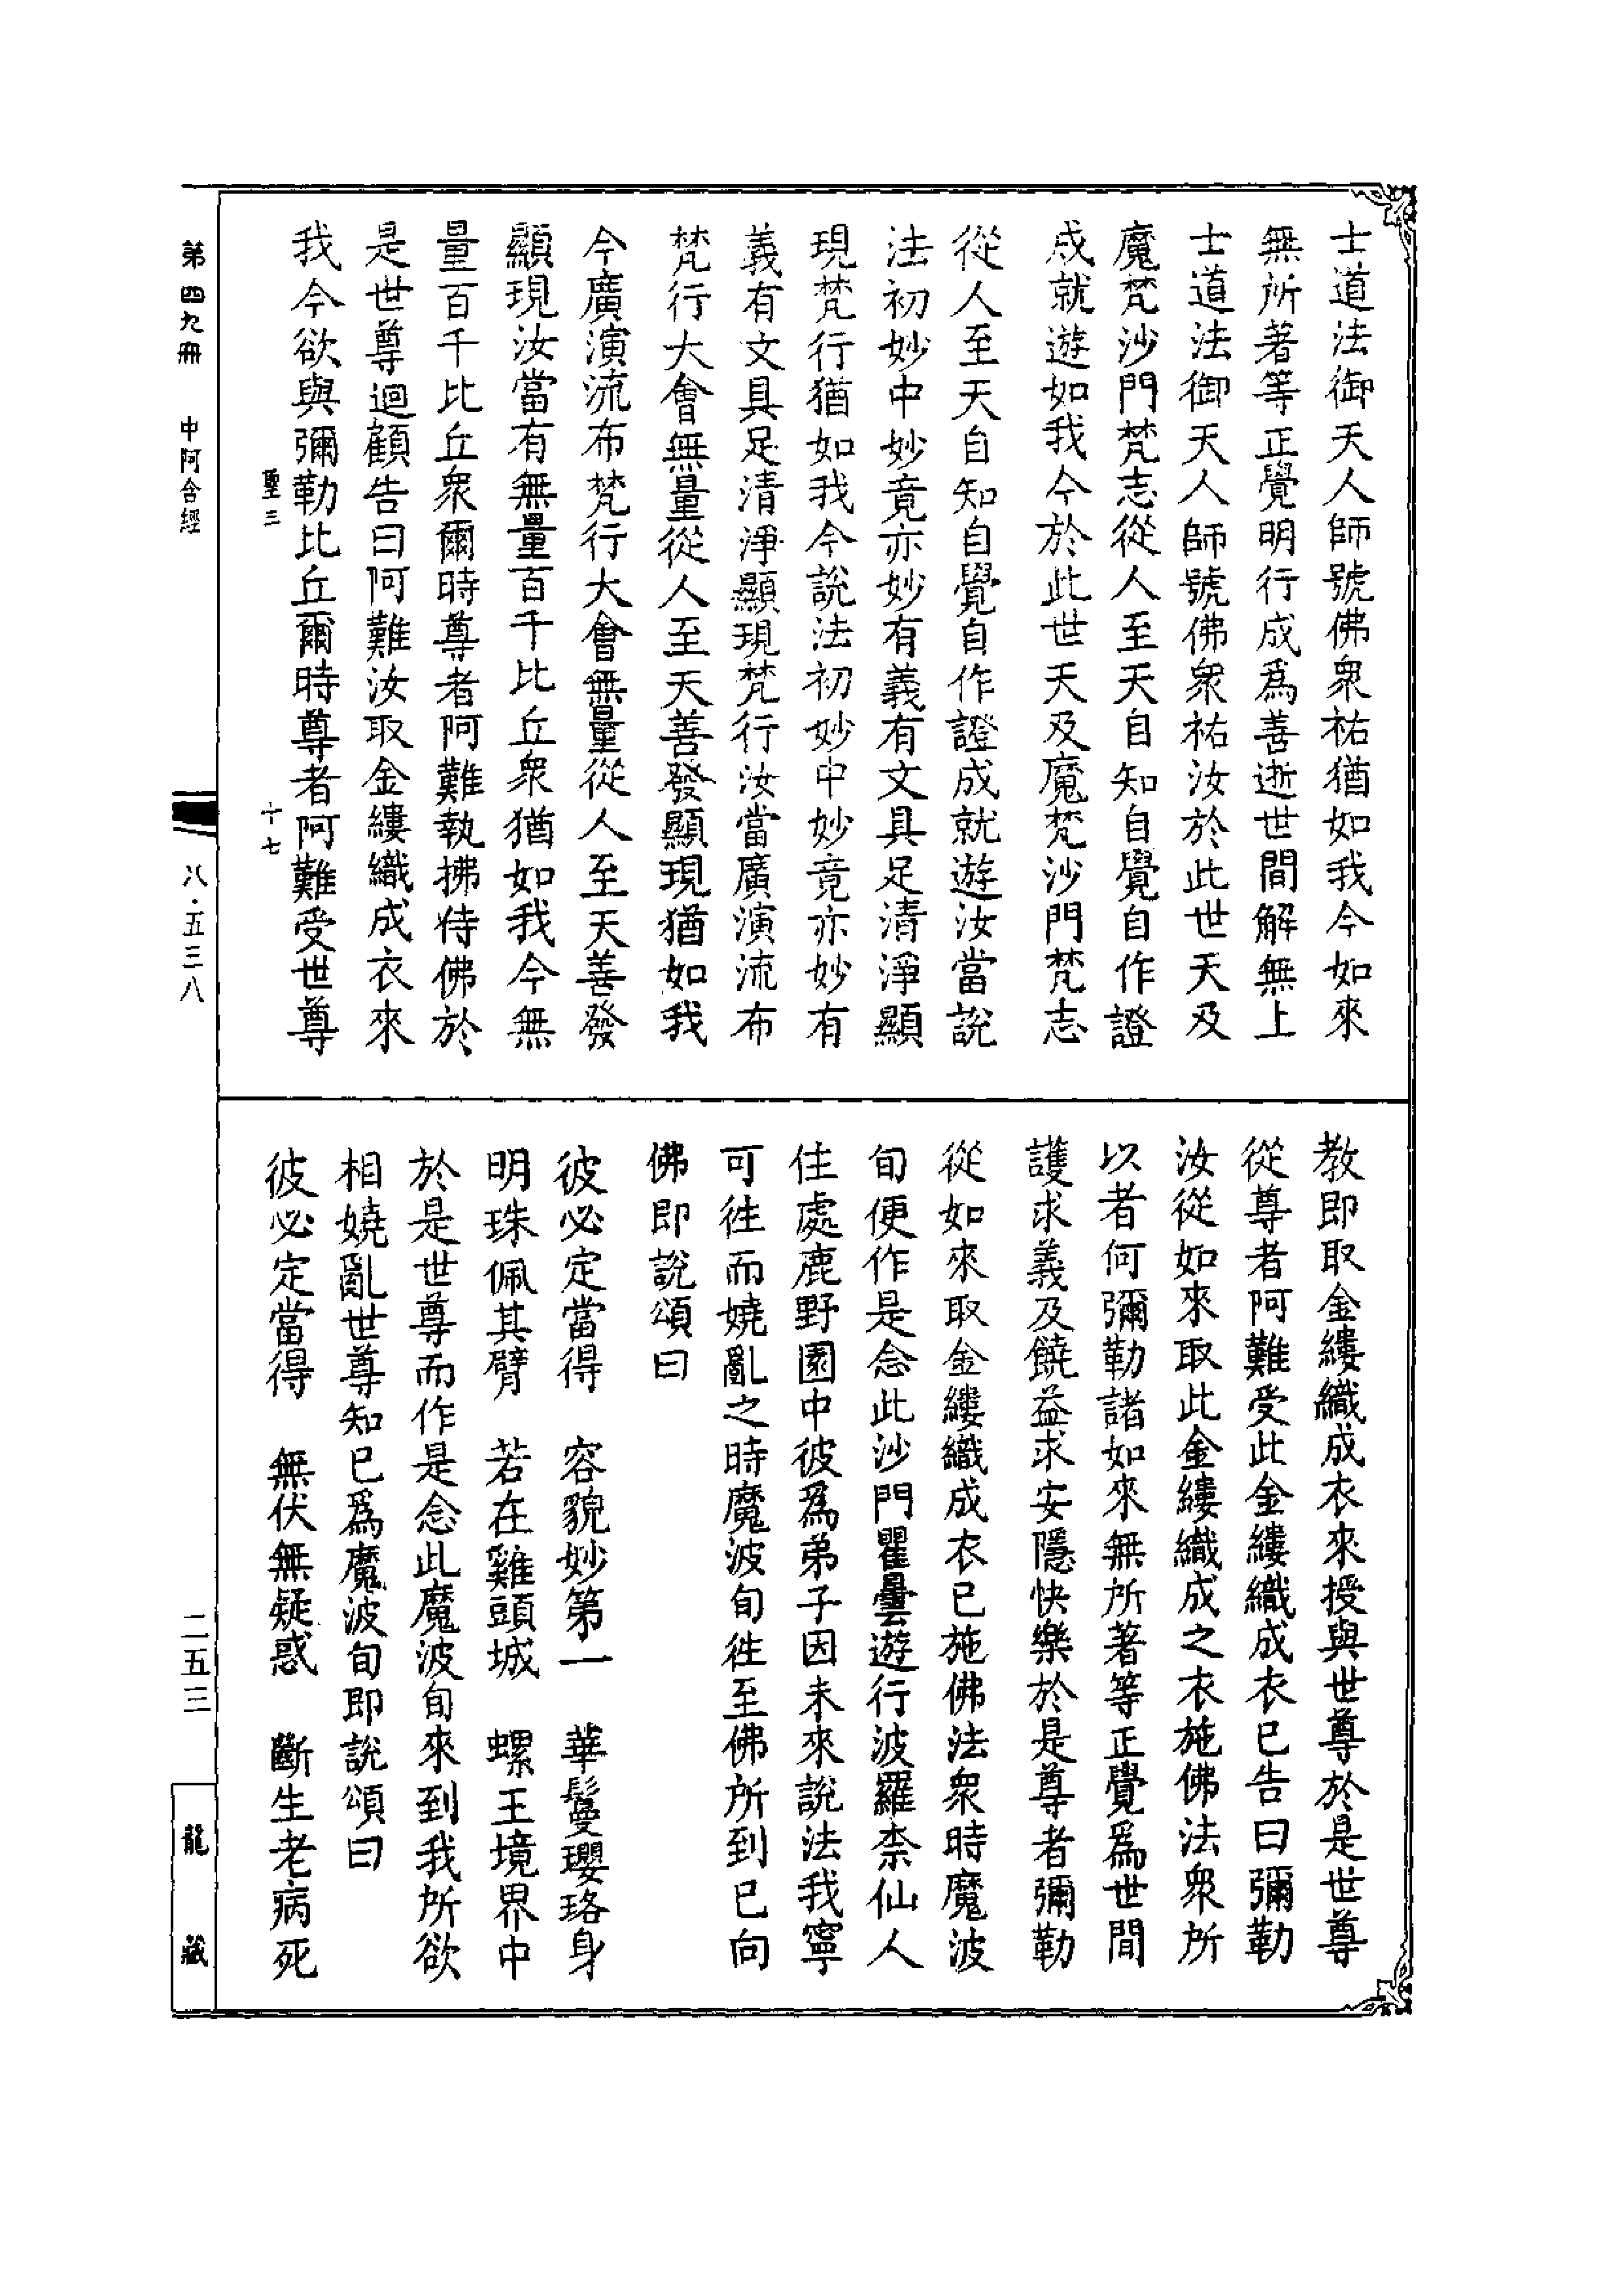 士道法御天人師號佛衆祐猶如我今如來
無所著等正覺明行成爲善逝世間解無上
士道法御天人師號佛衆祐汝於此世天及
魔梵沙門梵志從人至天自知自覺自作證
成就遊如我今於此世天及魔梵沙門梵志
從人至天自知自覺自作證成就遊汝當說
法初妙中妙竟亦妙有義有文具足清淨顯
現梵行猶如我今說法初妙中妙竟亦妙有
義有文具足清淨顯現梵行汝當廣演流布
梵行大會無量從人至天善發顯現猶如我
今廣演流布梵行大會無量從人至天善發
顯現汝當有無量百千比丘衆猶如我今無
量百千比丘衆爾時尊者阿難執拂侍佛於
是世尊迴顧告曰阿難汝取金縷織成衣來
我今欲與彌勒比丘爾時尊者阿難受世尊
聖三 十七
教即取金縷織成衣來授與世尊於是世尊
從尊者阿難受此金縷織成衣已告曰彌勒
汝從如來取此金縷織成之衣施佛法衆所
以者何彌勒諸如來無所著等正覺爲世間
護求義及饒益求安隱快樂於是尊者彌勒
從如來取金縷織成衣已施佛法衆時魔波
旬便作是念此沙門瞿曇遊行波羅柰仙人
住處鹿野園中彼爲弟子因未來說法我寧
可往而嬈亂之時魔波旬往至佛所到已向
佛即說頌曰
彼必定當得 容貌妙第一 華鬘瓔珞身
明珠佩其臂 若在雞頭城 螺王境界中
於是世尊而作是念此魔波旬來到我所欲
相嬈亂世尊知已爲魔波旬即說頌曰
彼必定當得 無伏無疑惑 斷生老病死
第四九冊 中阿含經 八·五三八 二五三 龍藏